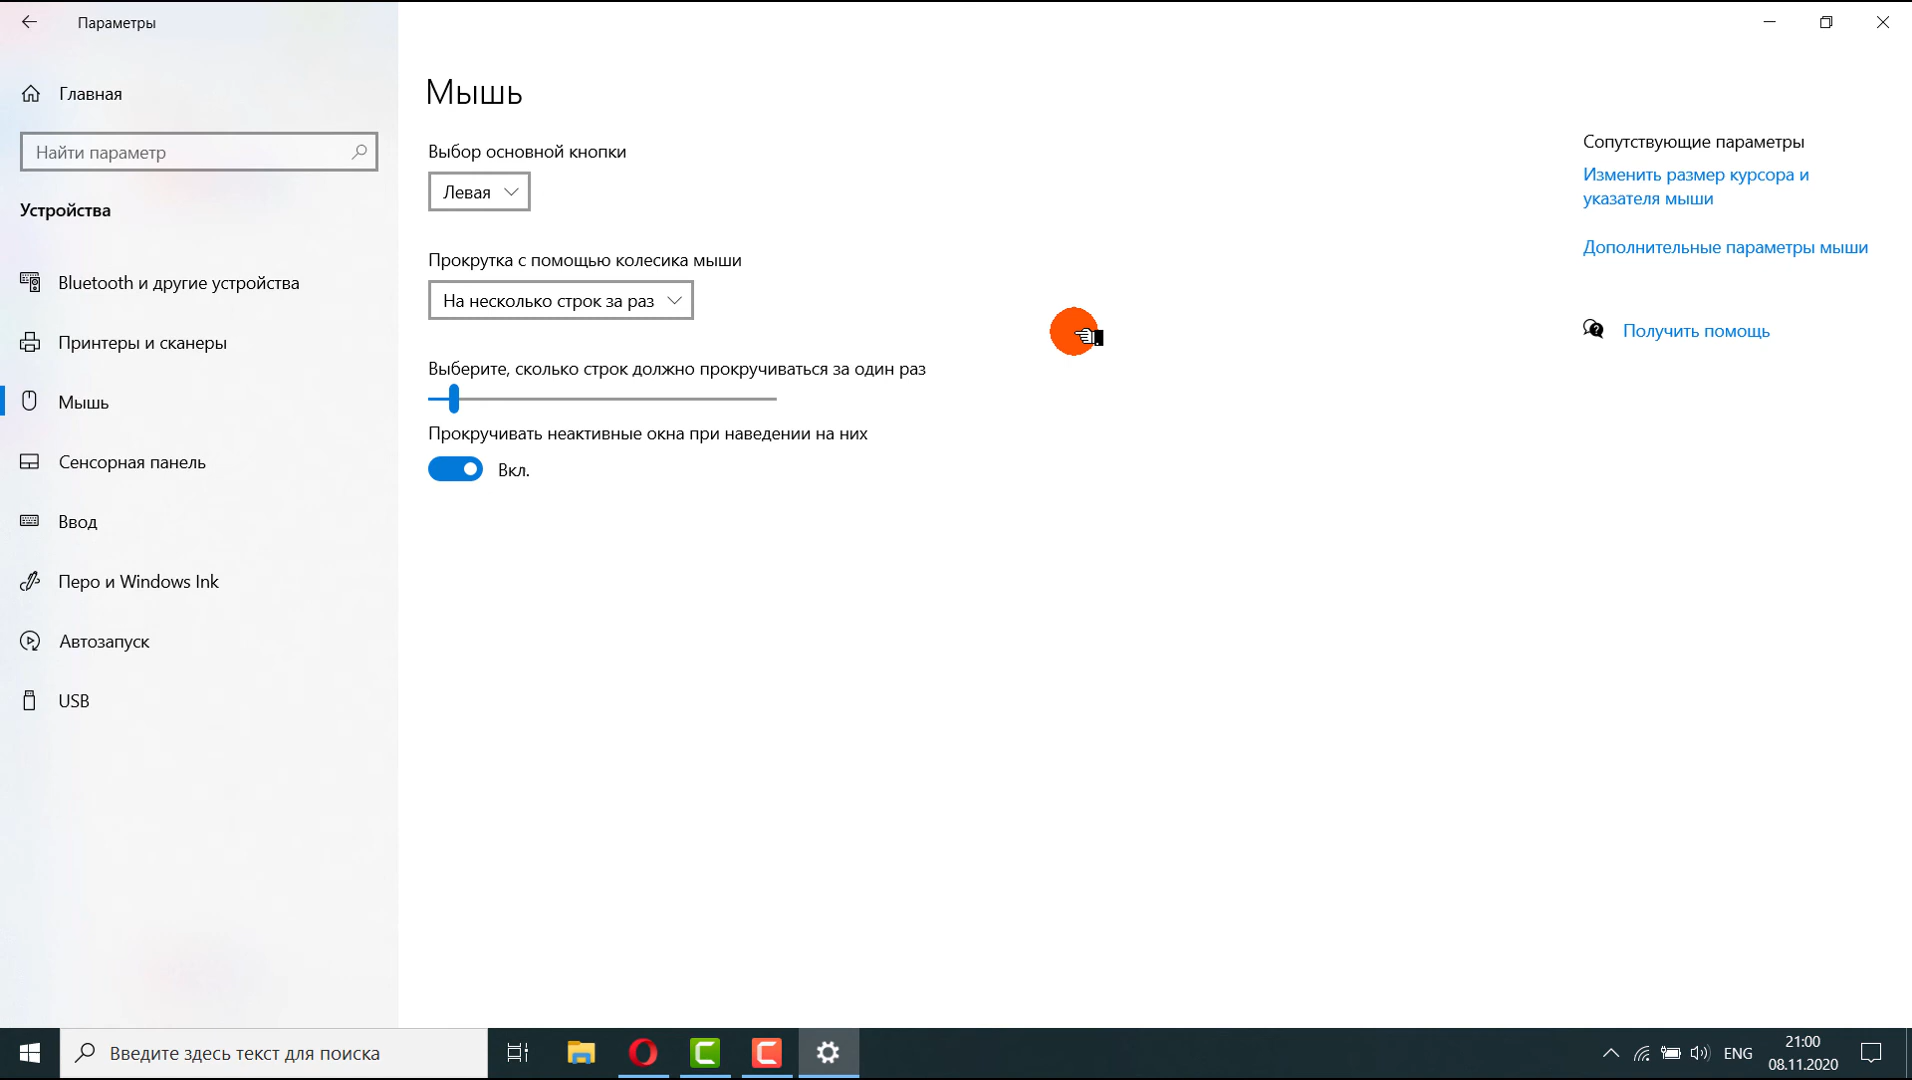 Параметры
Главная
Найти параметр
Устройства
Bluetooth и другие устройства
Принтеры и сканеры
Мышь
Сенсорная панель
Ввод
Перо и Windows Ink
Автозапуск
USB
Мышь
Выбор основной кнопки
Левая
Прокрутка с помощью колесика мыши
На несколько строк за раз
Выберите, сколько строк должно прокручиваться за один раз
Прокручивать неактивные окна при наведении на них
Вкл.
Сопутствующие параметры
Изменить размер курсора и
указателя мыши
Дополнительные параметры мыши
Получить помощь
Введите здесь текст для поиска
ENG
21:00
08.11.2020